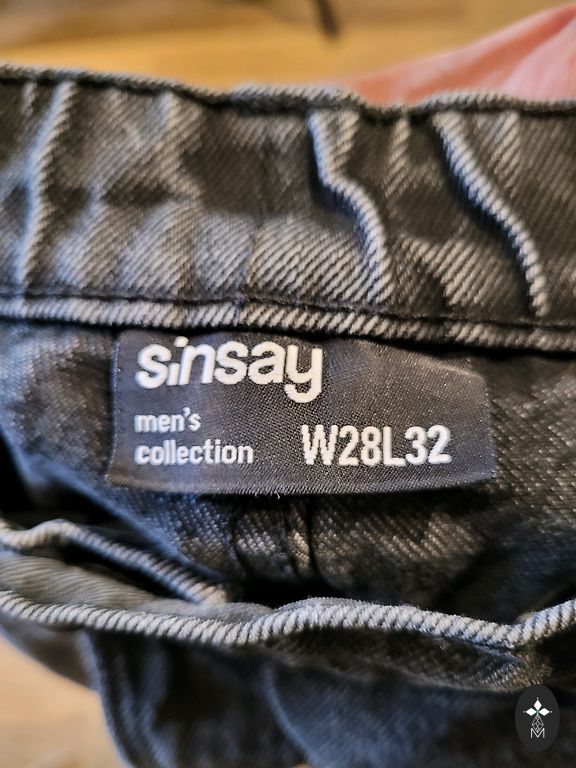 sinsay
men's
collection
W28L32
M